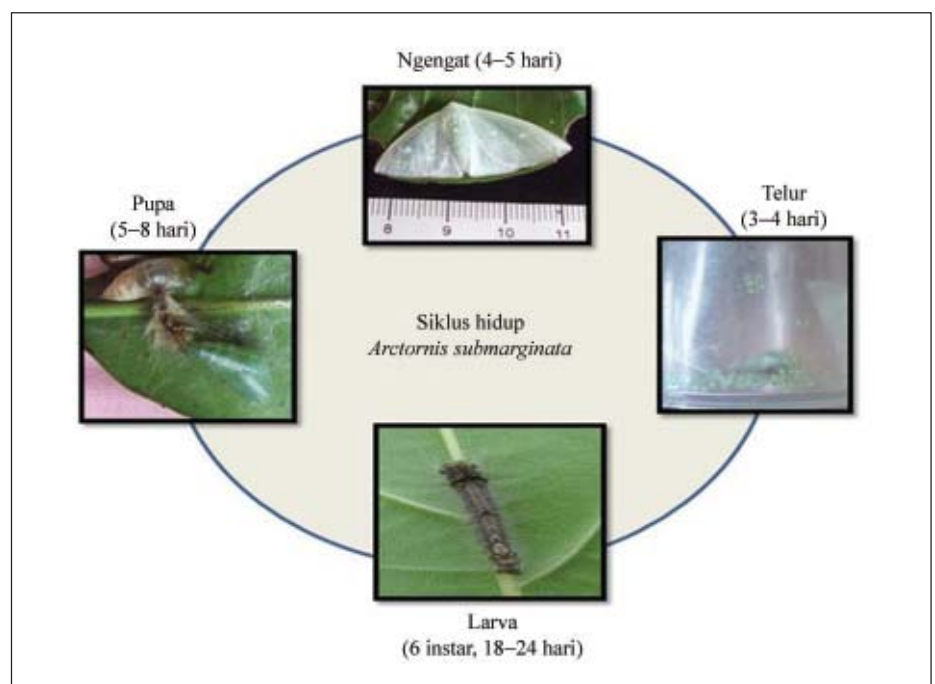 Ngengat (4–5 hari)
8 9 10 11
Telur
(3–4 hari)
Pupa
(5–8 hari)
Siklus hidup
Arctornis submarginata
Larva
(6 instar, 18–24 hari)